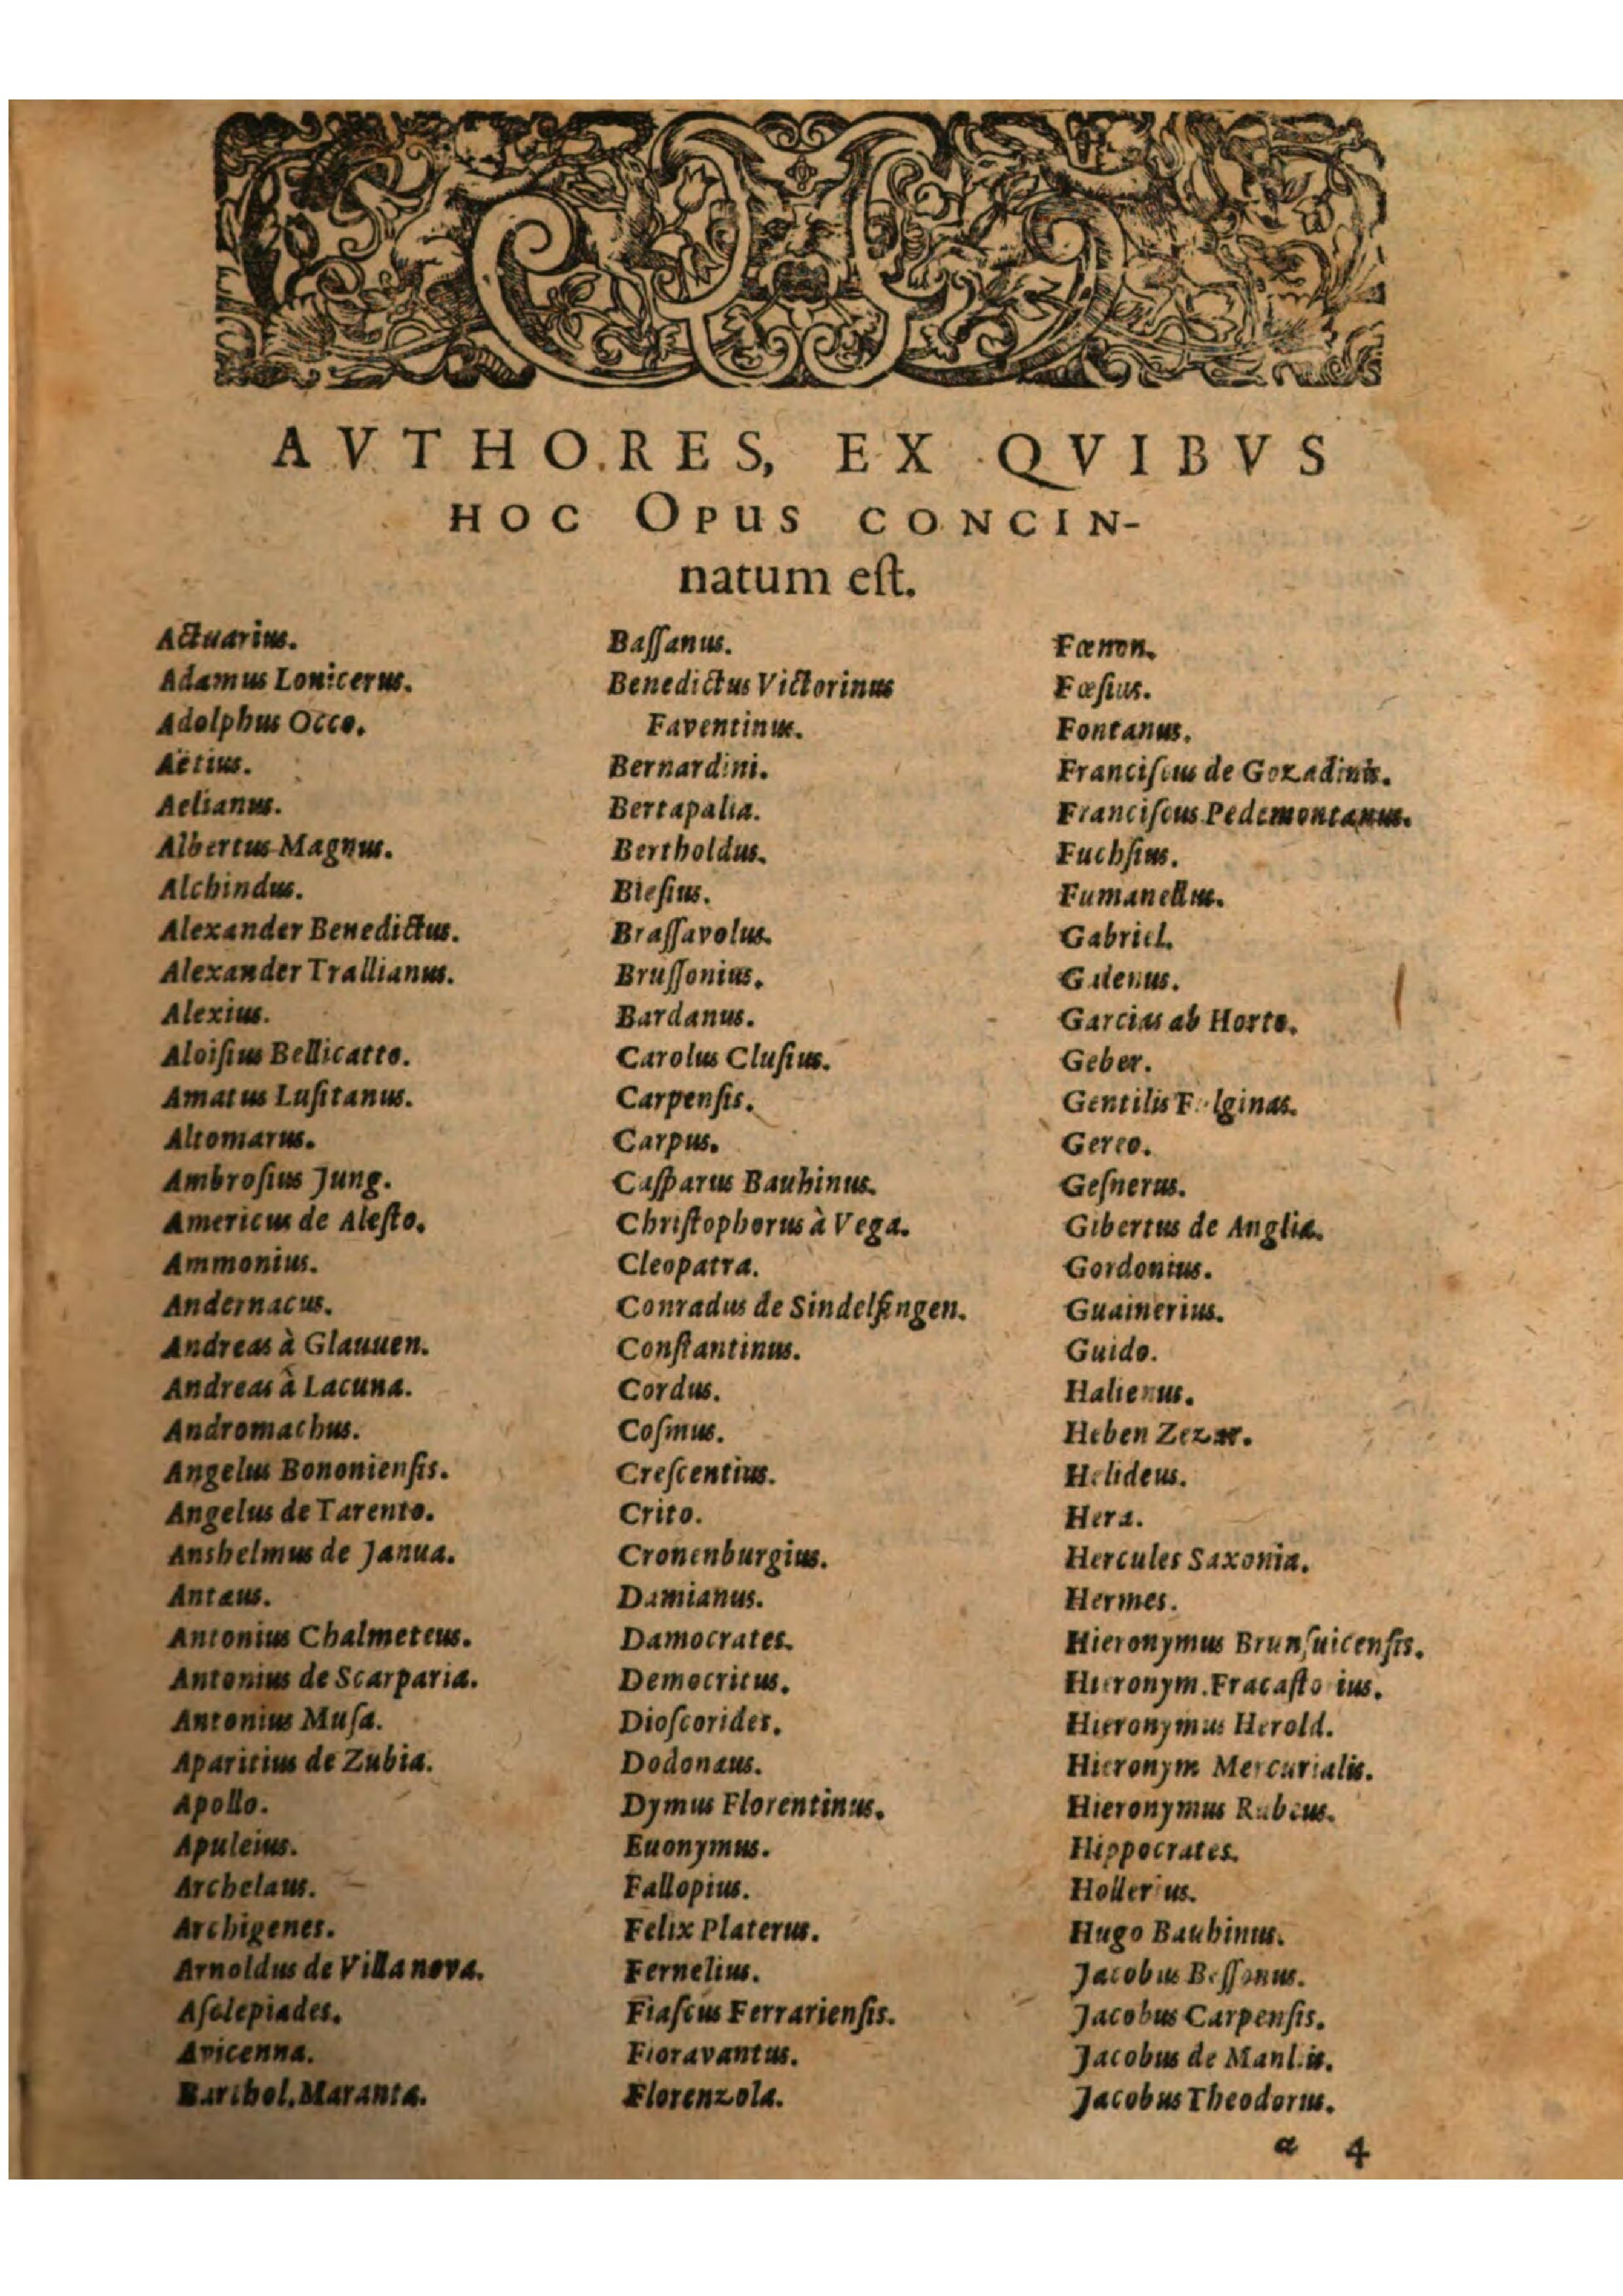 AVTHORES, EX QVIBVS
HOC OPUS CONCIN-
natum eſt.
Actuarius.
Adamus Lonicerus.
Adolphus Occo.
Aëtius.
Aelianus.
Albertus Magnus.
Alchindus.
Alexander Benedictus.
Alexander Trallianus.
Alexius.
Aloiſius Bellicatto.
Amatus Luſitanus.
Altomarus.
Ambroſius Jung.
Americus de Aleſto.
Ammonius.
Andernacus.
Andreas à Glauuen.
Andreas à Lacuna.
Andromachus.
Angelus Bononienſis.
Angelus de Tarento.
Anshelmus de Janua.
Antæus.
Antonius Chalmeteus.
Antonius de Scarparia.
Antonius Muſa.
Aparitius de Zubia.
Apollo.
Apuleius.
Archelaus.
Archigenes.
Arnoldus de Villa nova.
Aſclepiades.
Avicenna.
Barthol. Maranta.
Baſſanus.
Benedictus Victorinus
Faventinus.
Bernardini.
Bertapalia.
Bertholdus.
Bleſius.
Braſſavolus.
Bruſſonius.
Bardanus.
Carolus Cluſius.
Carpenſis.
Carpus.
Caſparus Bauhinus.
Chriſtophorus à Vega.
Cleopatra.
Conradus de Sindelfingen.
Conſtantinus.
Cordus.
Coſmus.
Creſcentius.
Crito.
Cronenburgius.
Damianus.
Damocrates.
Democritus.
Dioſcorides.
Dodonæus.
Dymus Florentinus.
Euonymus.
Fallopius.
Felix Platerus.
Fernelius.
Fiaſcus Ferrarienſis.
Fioravantus.
Florenzola.
Fœnon.
Fœſius.
Fontanus.
Franciſcus de Gozadinis.
Franciſcus Pedemontanus.
Fuchſius.
Fumanellus.
Gabriel.
Galenus.
Garcias ab Horto.
Geber.
Gentilis
Gereo.
Geſnerus.
Gibertus de Anglia.
Gordonius.
Guainerius.
Guido.
Halienus.
Heben Zezar.
Helideus.
Hera.
Hercules Saxonia.
Hermes.
Hieronymus Brunſuicenſis.
Hieronym. Fracaſtorius.
Hieronymus Herold.
Hieronym Mercurialis.
Hieronymus Rubeus.
Hippocrates.
Hollerius.
Hugo Bauhinus.
Jacobus Beſſonus.
Jacobus Carpenſis.
Jacobus de Manliis.
Jacobus Theodorus.
a 4